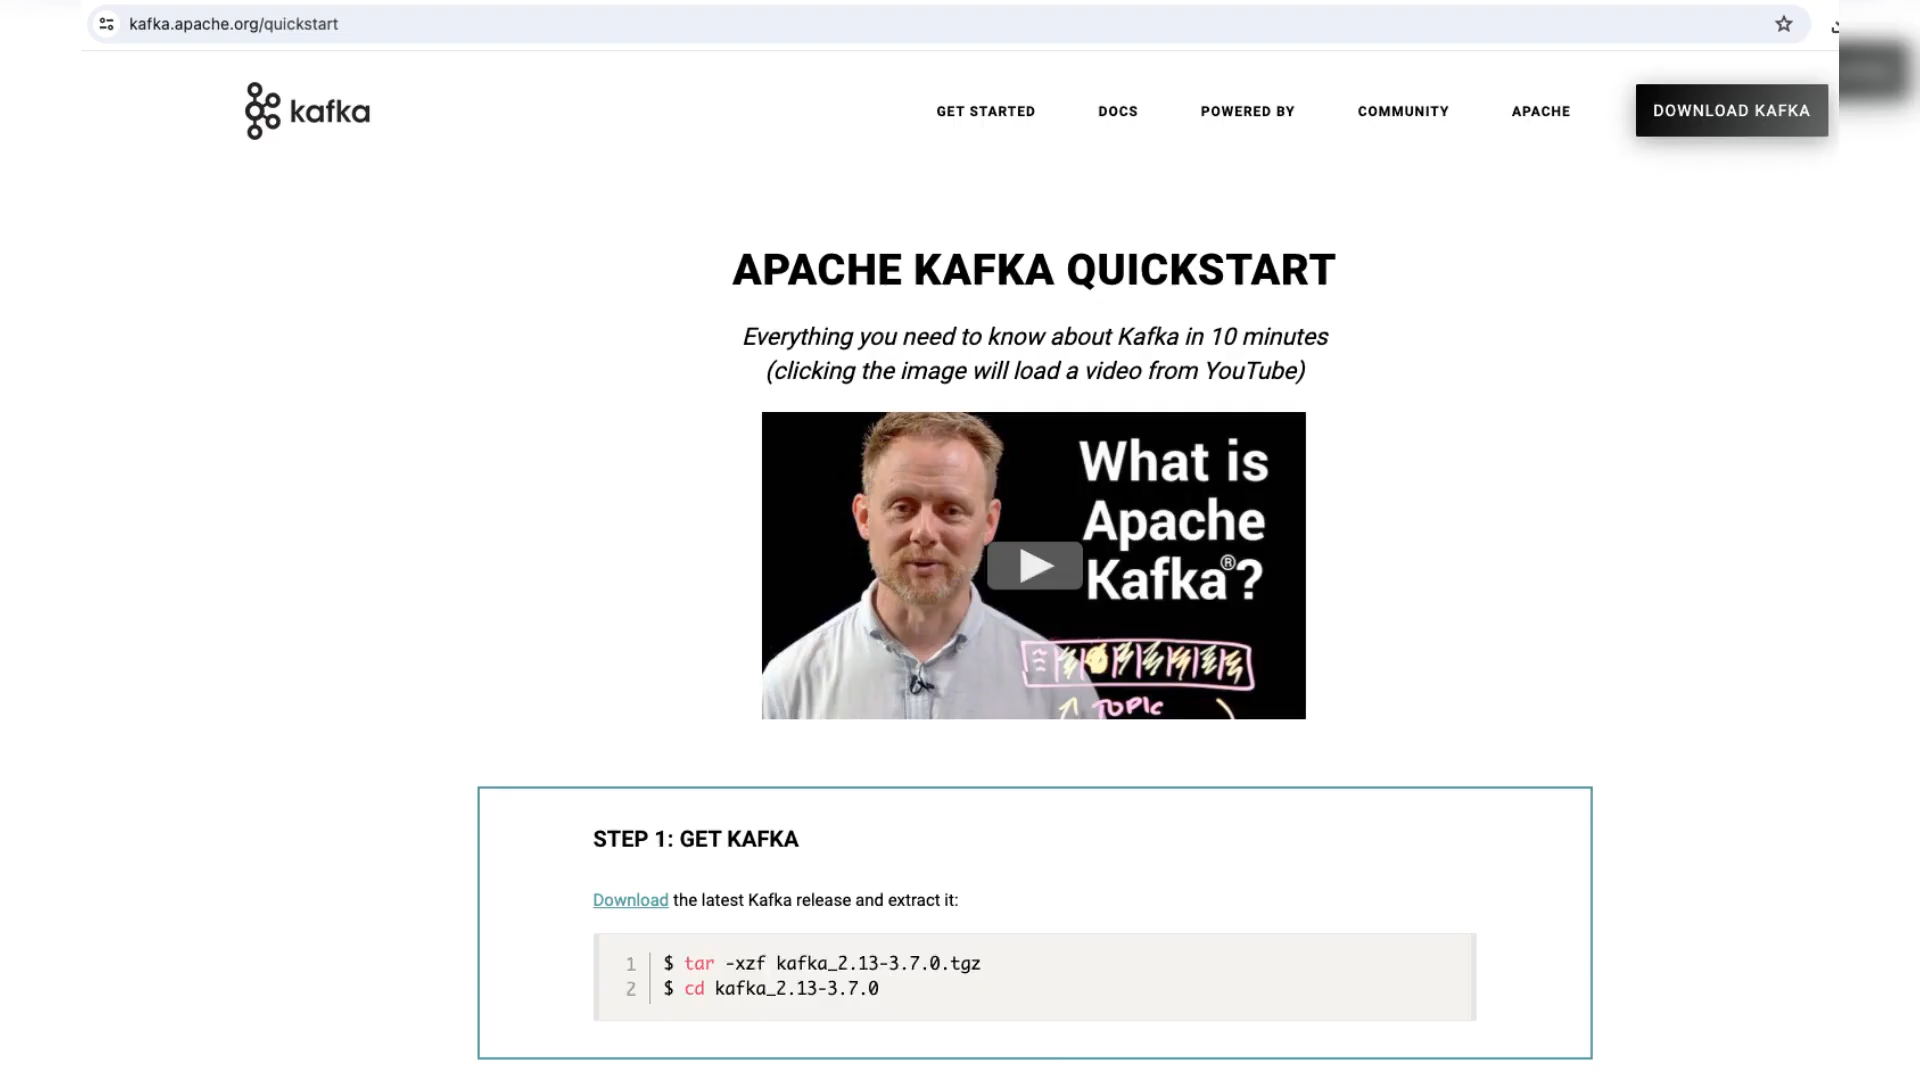 kafka.apache.org/quickstart
kafka
GET STARTED
DOCS
POWERED BY
COMMUNITY
APACHE
DOWNLOAD KAFKA
APACHE KAFKA QUICKSTART
Everything you need to know about Kafka in 10 minutes
(clicking the image will load a video from YouTube)
What is
Apache
Kafka®?
TOPIC
STEP 1: GET KAFKA
Download the latest Kafka release and extract it:
1 $ tar -xzf kafka_2.13-3.7.0.tgz
2 $ cd kafka_2.13-3.7.0